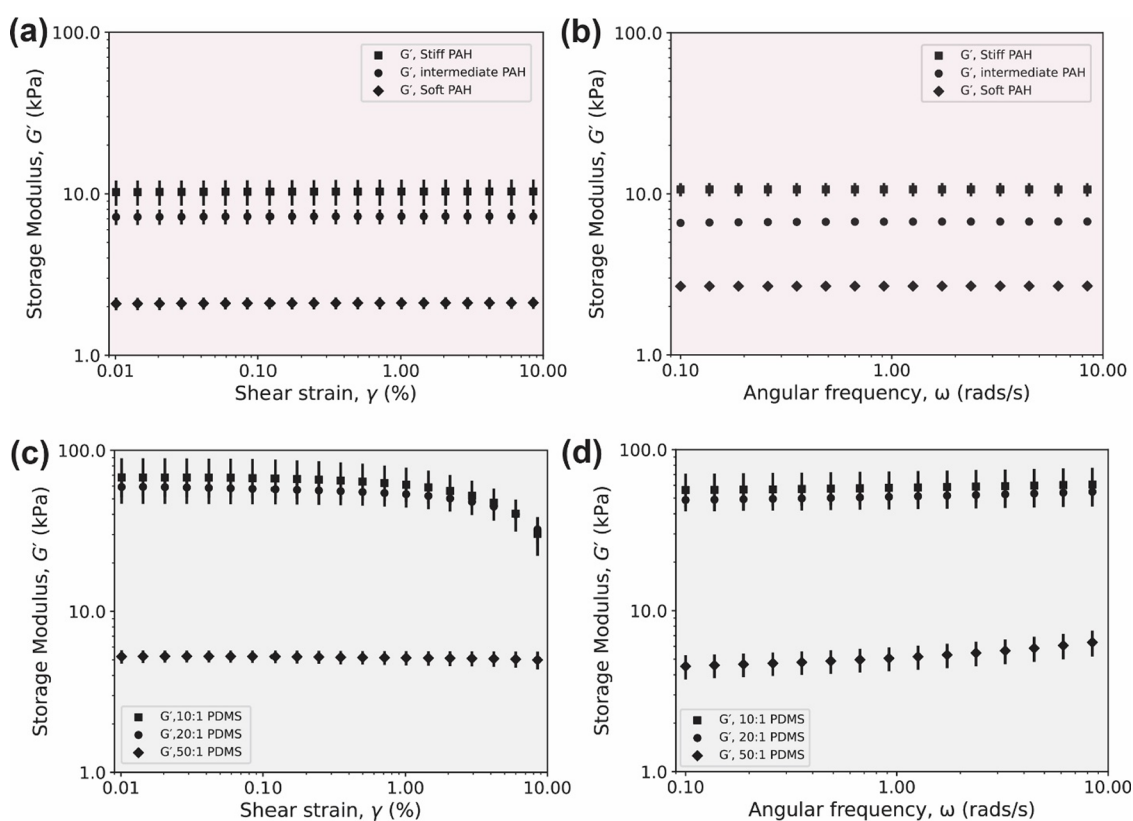 (a)
100.0
10.0
1.0
Storage Modulus, G′ (kPa)
G′, Stiff PAH
G′, intermediate PAH
G′, Soft PAH
0.01 0.10 1.00 10.00
Shear strain, γ (%)
(b)
100.0
10.0
1.0
Storage Modulus, G′ (kPa)
G′, Stiff PAH
G′, intermediate PAH
G′, Soft PAH
0.10 1.00 10.00
Angular frequency, ω (rads/s)
(c)
100.0
10.0
1.0
Storage Modulus, G′ (kPa)
G′,10:1 PDMS
G′,20:1 PDMS
G′,50:1 PDMS
0.01 0.10 1.00 10.00
Shear strain, γ (%)
(d)
100.0
10.0
1.0
Storage Modulus, G′ (kPa)
G′, 10:1 PDMS
G′, 20:1 PDMS
G′, 50:1 PDMS
0.10 1.00 10.00
Angular frequency, ω (rads/s)